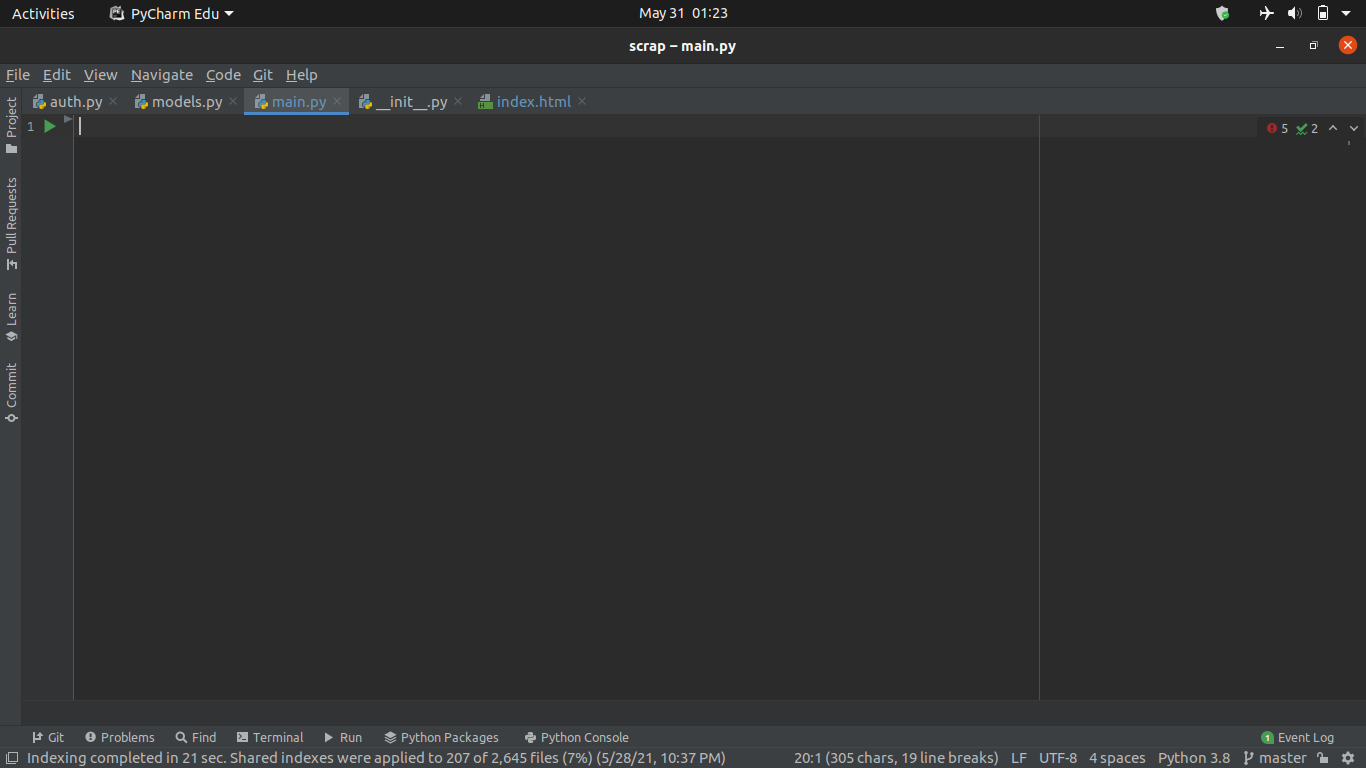 Activities PyCharm Edu May 31 01:23
scrap – main.py
File Edit View Navigate Code Git Help
auth.py models.py main.py __init__.py index.html
1 5 2
Project
Pull Requests
Learn
Commit
Git Problems Find Terminal Run Python Packages Python Console 1 Event Log
Indexing completed in 21 sec. Shared indexes were applied to 207 of 2,645 files (7%) (5/28/21, 10:37 PM) 20:1 (305 chars, 19 line breaks) LF UTF-8 4 spaces Python 3.8 master